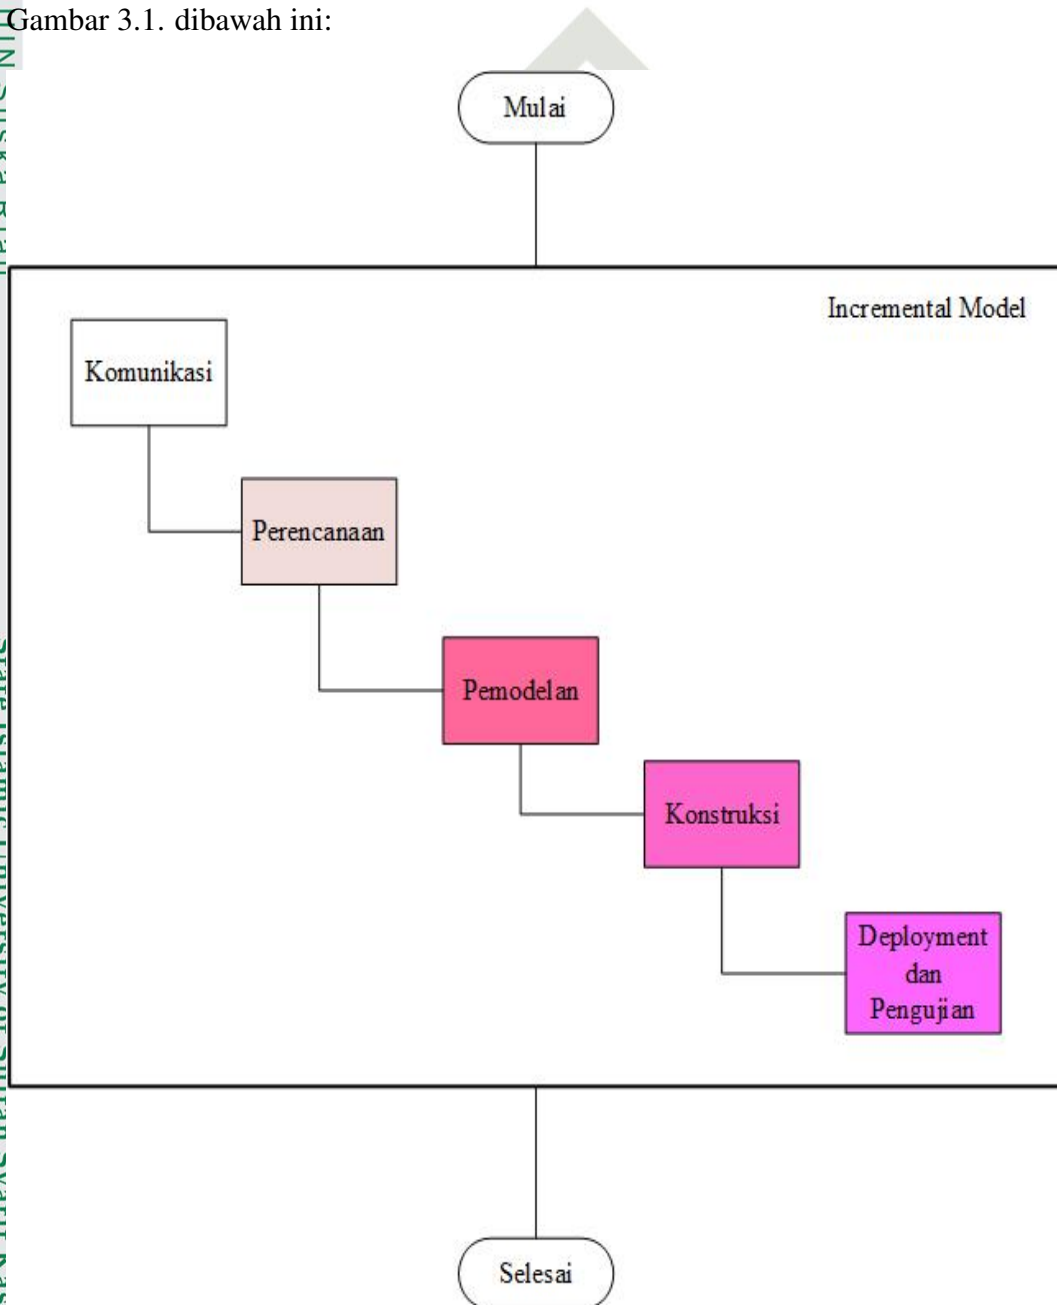 Gambar 3.1. dibawah ini:
Mulai
Incremental Model
Komunikasi
Perencanaan
Pemodelan
Konstruksi
Deployment
dan
Pengujian
Selesai